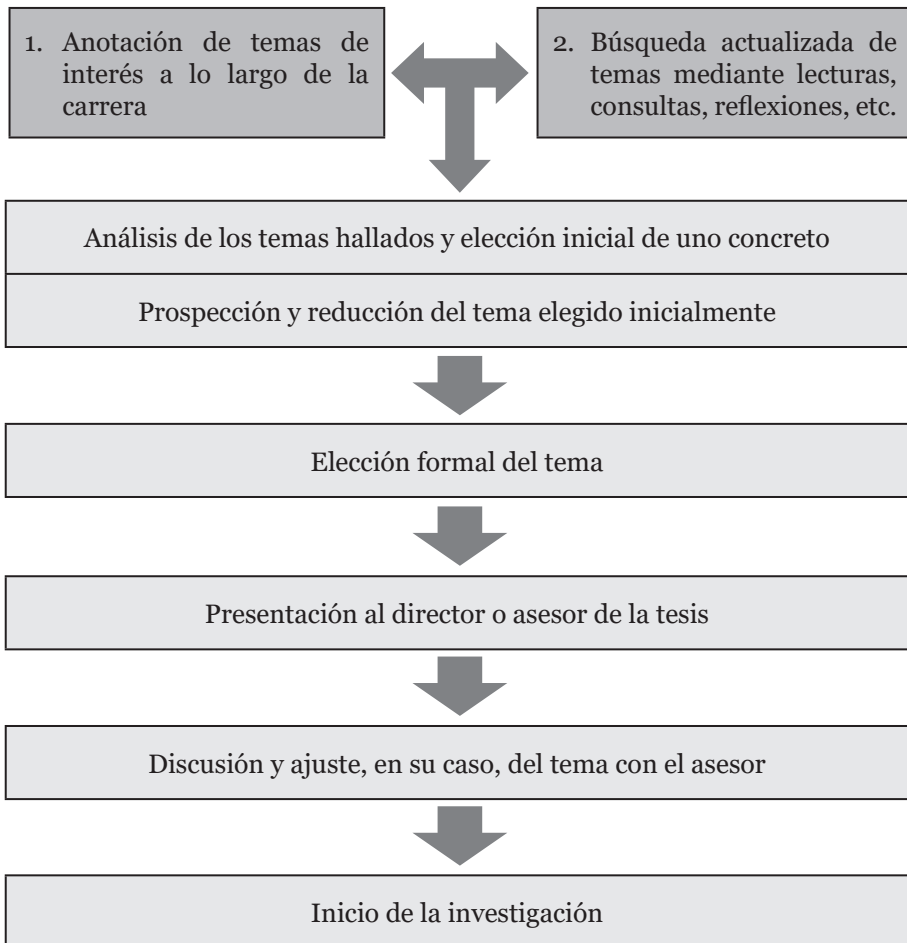 1. Anotación de temas de
interés a lo largo de la
carrera
2. Búsqueda actualizada de
temas mediante lecturas,
consultas, reflexiones, etc.
Análisis de los temas hallados y elección inicial de uno concreto
Prospección y reducción del tema elegido inicialmente
Elección formal del tema
Presentación al director o asesor de la tesis
Discusión y ajuste, en su caso, del tema con el asesor
Inicio de la investigación